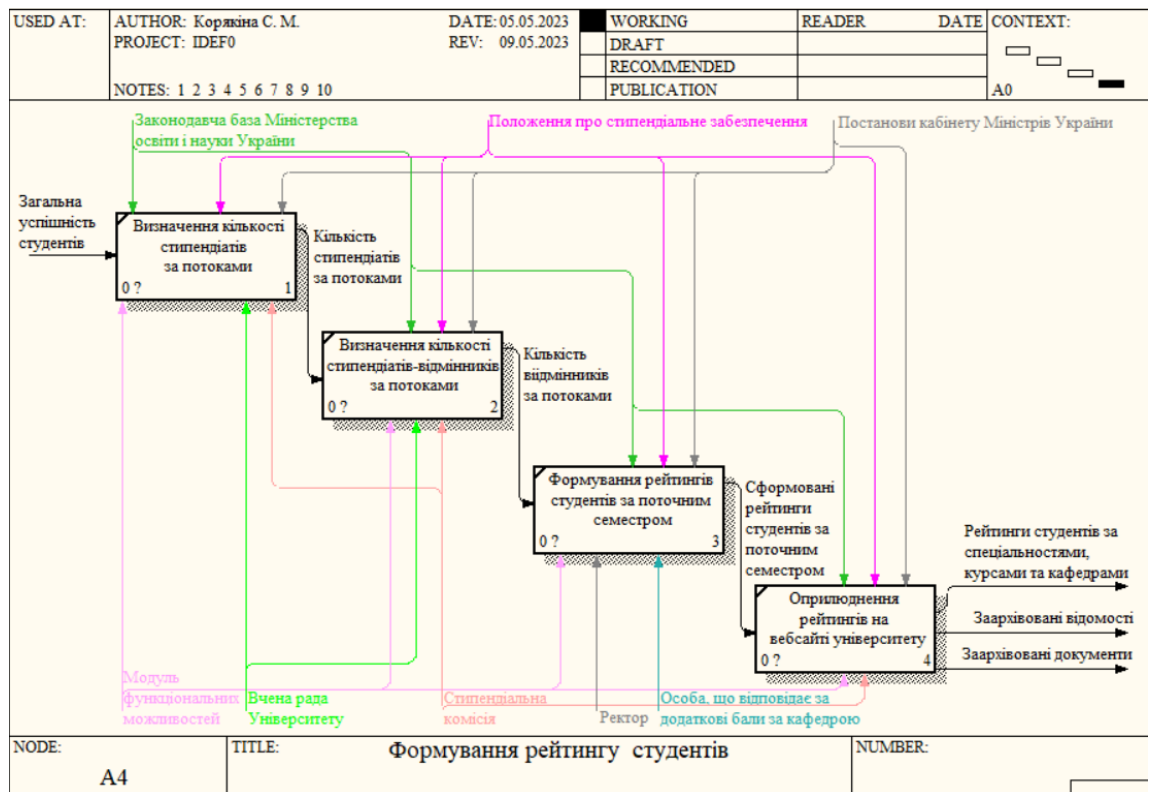 USED AT:
AUTHOR: Корякіна С. М.
DATE: 05.05.2023
PROJECT: IDEF0
REV: 09.05.2023
NOTES: 1 2 3 4 5 6 7 8 9 10
WORKING
DRAFT
RECOMMENDED
PUBLICATION
READER
DATE
CONTEXT:
A0
Законодавча база Міністерства
освіти і науки України
Положення про стипендіальне забезпечення
Постанови кабінету Міністрів України
Загальна
успішність
студентів
Визначення кількості
стипендіатів
за потоками
0 ?
1
Кількість
стипендіатів
за потоками
Визначення кількості
стипендіатів-відмінників
за потоками
0 ?
2
Кількість
віідмінників
за потоками
Формування рейтингів
студентів за поточним
семестром
0 ?
3
Сформовані
рейтинги
студентів за
поточним
семестром
Оприлюднення
рейтингів на
вебсайті університету
0 ?
4
Рейтинги студентів за
спеціальностями,
курсами та кафедрами
Заархівовані відомості
Заархівовані документи
Модуль
функціональних
можливостей
Вчена рада
Університету
Стипендіальна
комісія
Ректор
Особа, що відповідає за
додаткові бали за кафедрою
NODE:
A4
TITLE:
Формування рейтингу студентів
NUMBER: